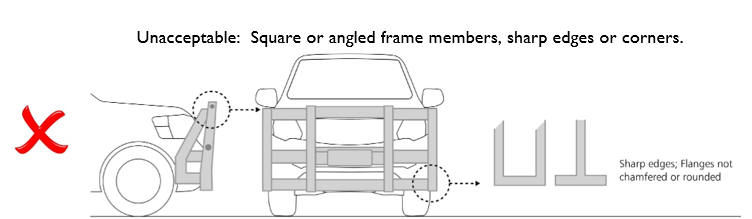 Unacceptable:  Square or angled frame members, sharp edges or corners.
Sharp edges; Flanges not
chamfered or rounded